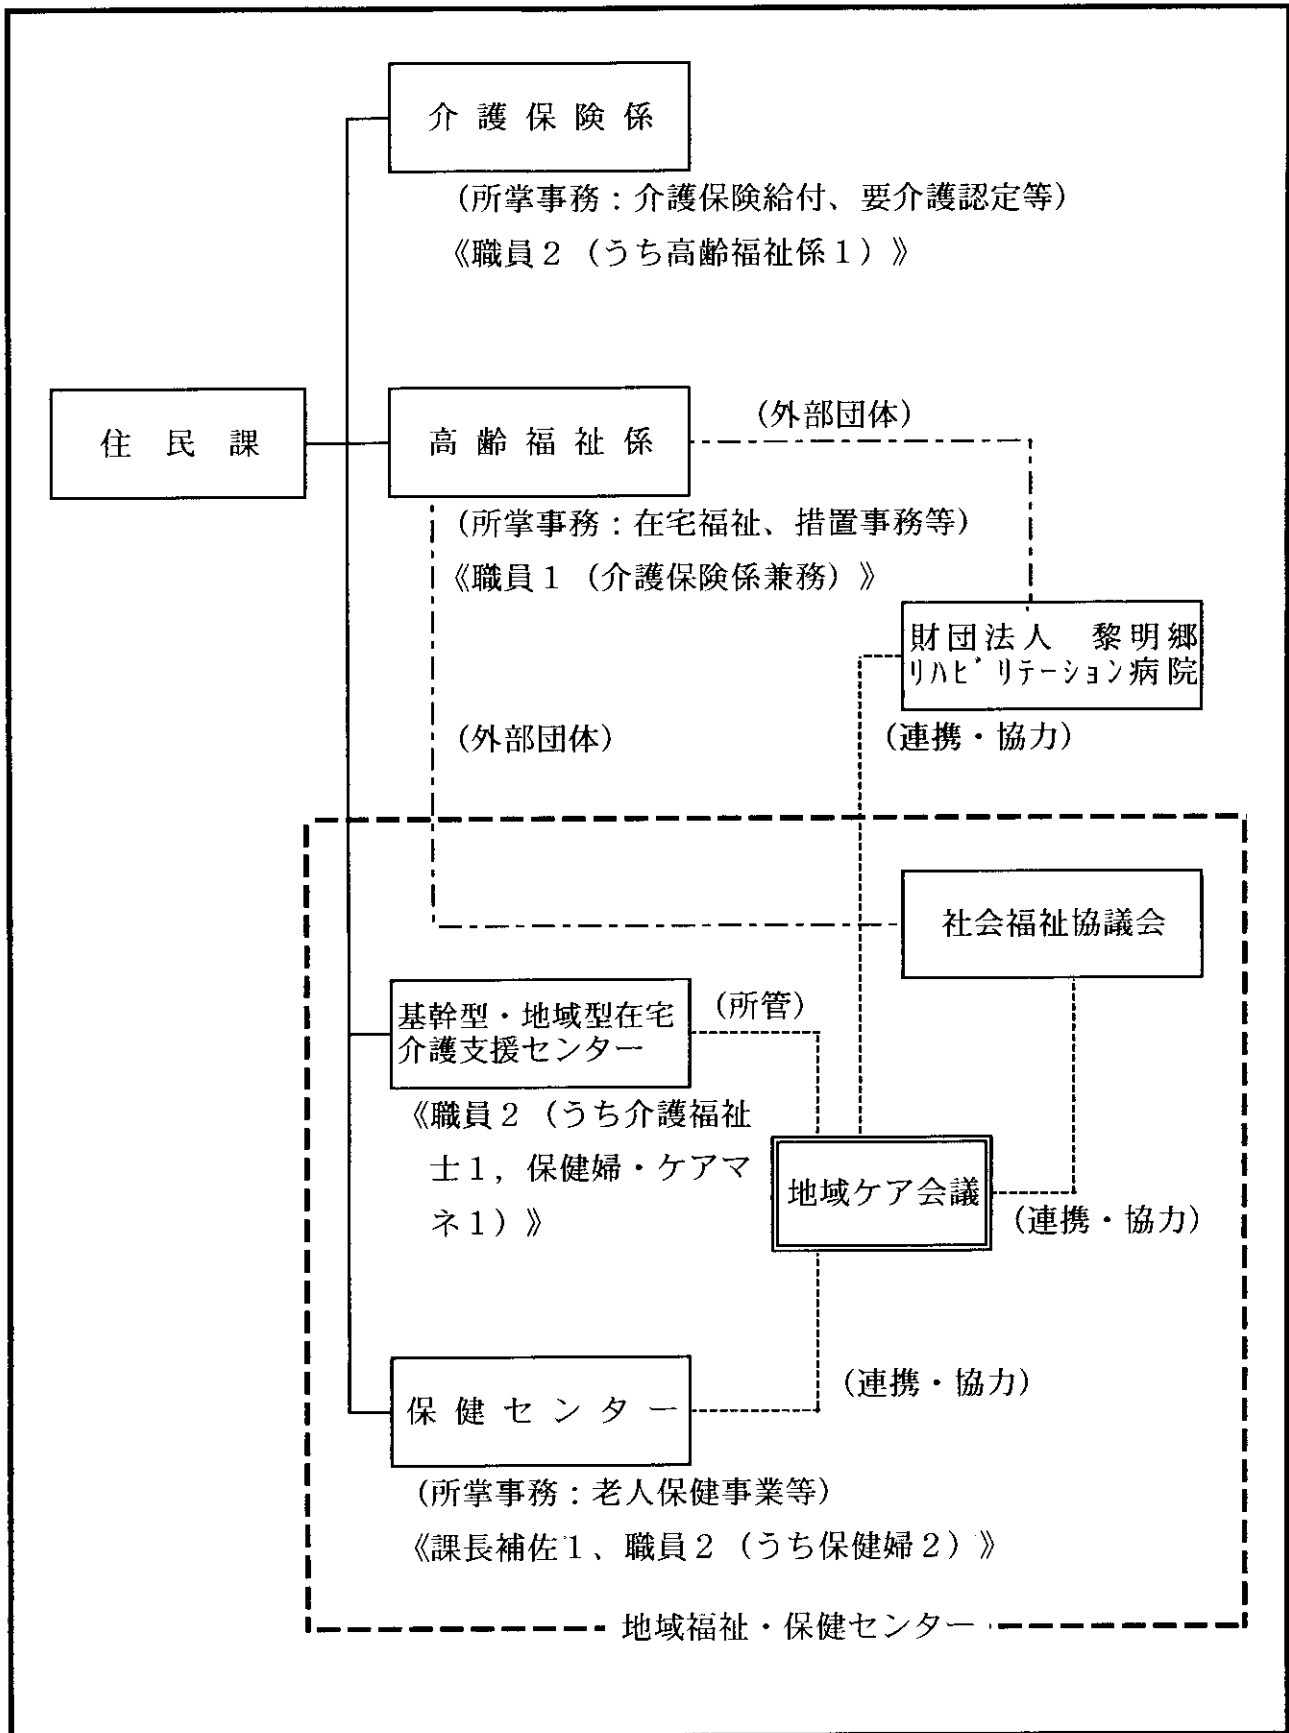 介護保険係
(所掌事務:介護保険給付、要介護認定等)
《職員2(うち高齢福祉係1)》
住民課
高齢福祉係
(外部団体)
(所掌事務:在宅福祉、措置事務等)
《職員1(介護保険係兼務)》
財団法人 黎明郷
リハビリテーション病院
(外部団体)
(連携・協力)
社会福祉協議会
基幹型・地域型在宅
介護支援センター
(所管)
《職員2(うち介護福祉
士1,保健婦・ケアマ
ネ1)》
地域ケア会議
(連携・協力)
保健センター
(連携・協力)
(所掌事務:老人保健事業等)
《課長補佐1、職員2(うち保健婦2)》
地域福祉・保健センター